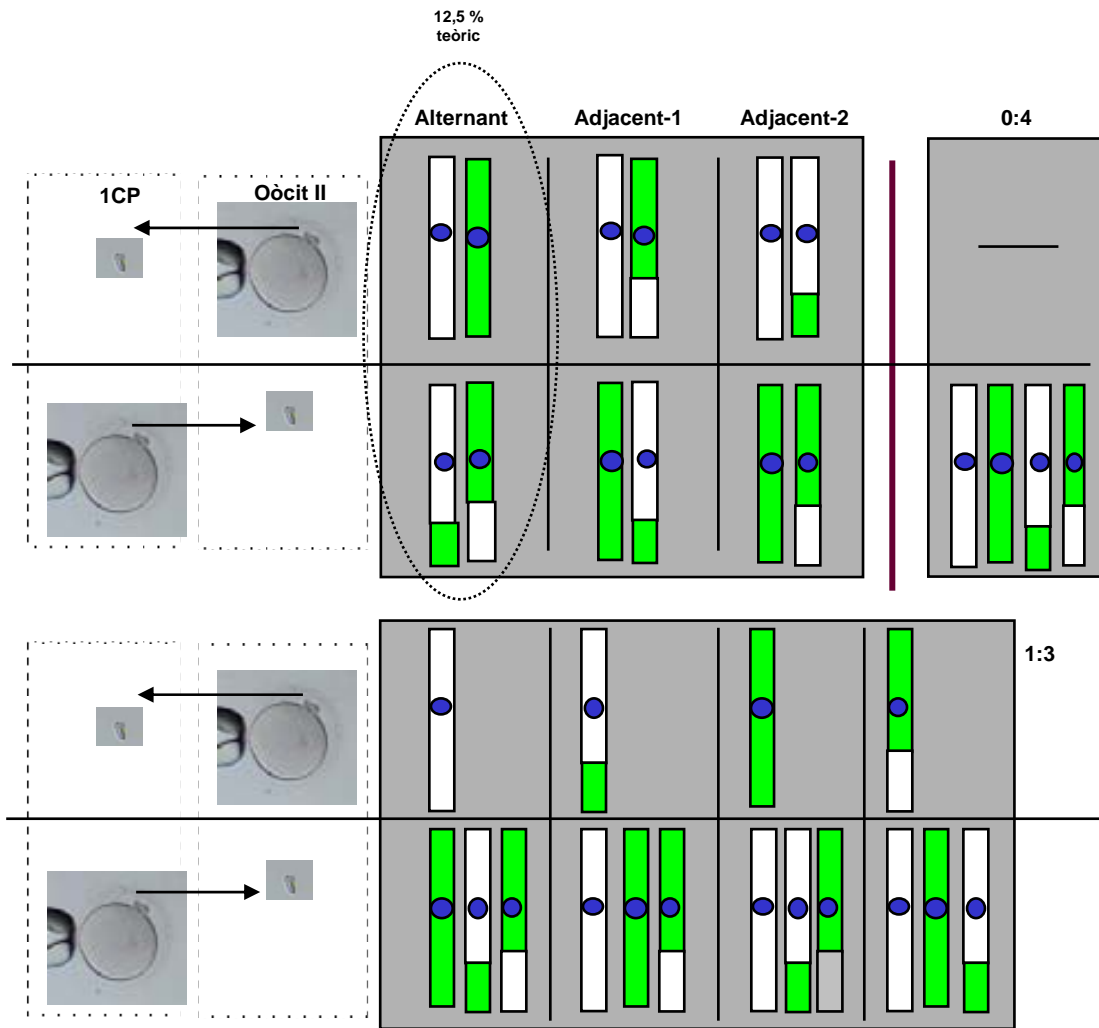 12,5 %
teòric
Alternant
Adjacent-1
Adjacent-2
0:4
1CP
Oòcit II
1:3